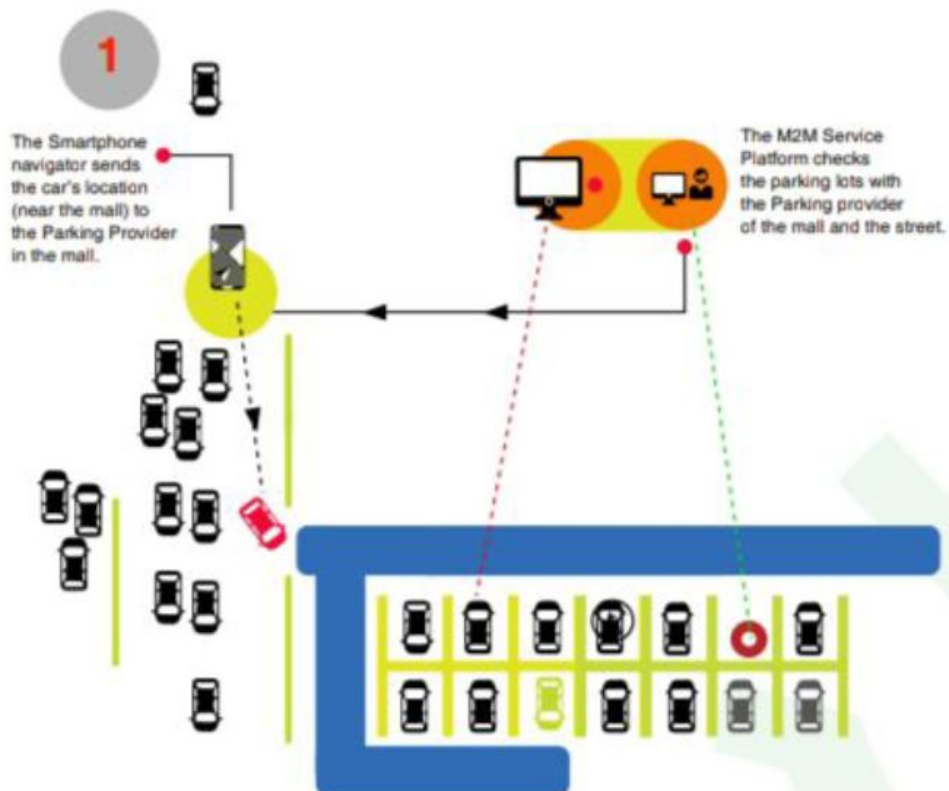 1
The Smartphone
navigator sends
the car's location
(near the mall) to
the Parking Provider
in the mall.
The M2M Service
Platform checks
the parking lots with
the Parking provider
of the mall and the street.